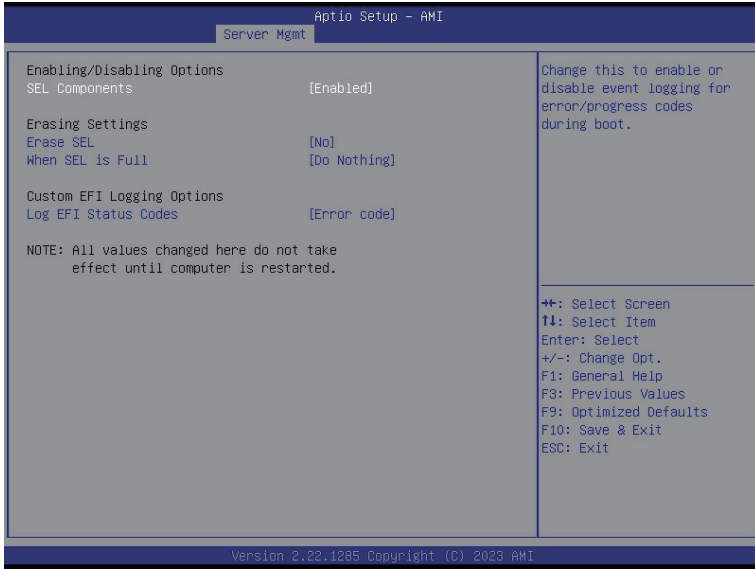 Aptio Setup - AMI
Server Mgmt
Enabling/Disabling Options
SEL Components [Enabled]
Erasing Settings
Erase SEL [No]
When SEL is Full [Do Nothing]
Custom EFI Logging Options
Log EFI Status Codes [Error code]
NOTE: All values changed here do not take
effect until computer is restarted.
Change this to enable or
disable event logging for
error/progress codes
during boot.
→←: Select Screen
↑↓: Select Item
Enter: Select
+/-: Change Opt.
F1: General Help
F3: Previous Values
F9: Optimized Defaults
F10: Save & Exit
ESC: Exit
Version 2.22.1285 Copyright (C) 2023 AMI